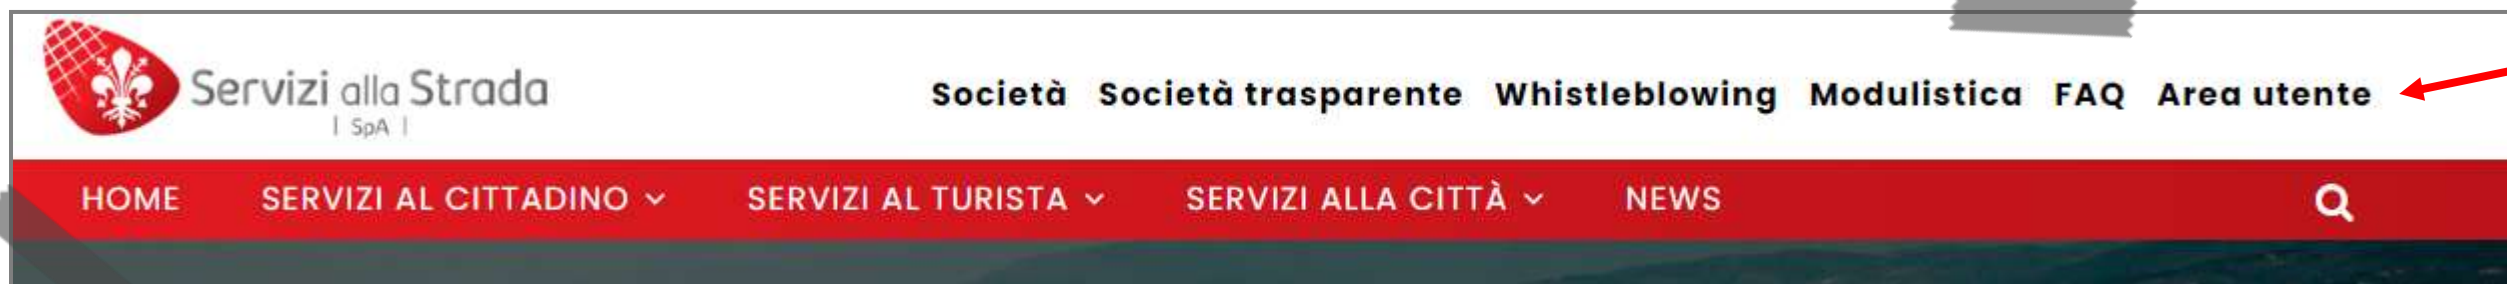 Servizi alla Strada
| SpA |
Società Società trasparente Whistleblowing Modulistica FAQ Area utente
HOME SERVIZI AL CITTADINO SERVIZI AL TURISTA SERVIZI ALLA CITTÀ NEWS